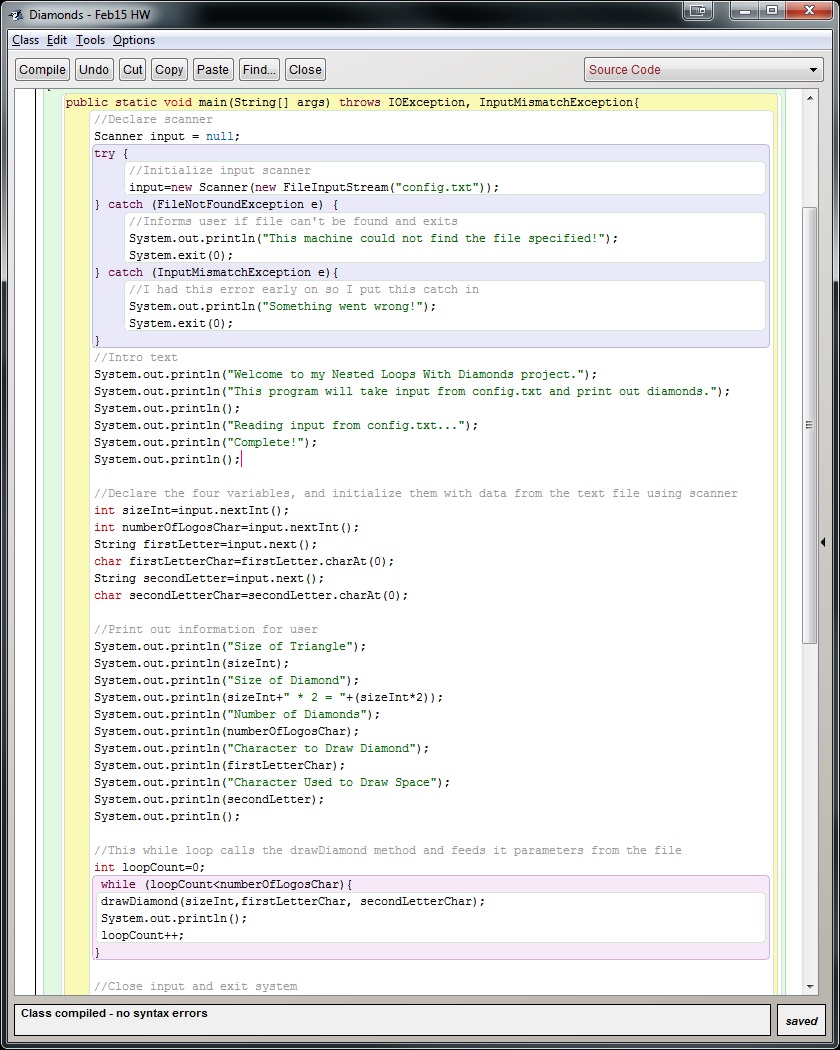 Diamonds - Feb15 HW
Class Edit Tools Options
Compile Undo Cut Copy Paste Find... Close Source Code
public static void main(String[] args) throws IOException, InputMismatchException{
//Declare scanner
Scanner input = null;
try {
//Initialize input scanner
input=new Scanner(new FileInputStream("config.txt"));
} catch (FileNotFoundException e) {
//Informs user if file can't be found and exits
System.out.println("This machine could not find the file specified!");
System.exit(0);
} catch (InputMismatchException e){
//I had this error early on so I put this catch in
System.out.println("Something went wrong!");
System.exit(0);
}
//Intro text
System.out.println("Welcome to my Nested Loops With Diamonds project.");
System.out.println("This program will take input from config.txt and print out diamonds.");
System.out.println();
System.out.println("Reading input from config.txt...");
System.out.println("Complete!");
System.out.println();
//Declare the four variables, and initialize them with data from the text file using scanner
int sizeInt=input.nextInt();
int numberOfLogosChar=input.nextInt();
String firstLetter=input.next();
char firstLetterChar=firstLetter.charAt(0);
String secondLetter=input.next();
char secondLetterChar=secondLetter.charAt(0);
//Print out information for user
System.out.println("Size of Triangle");
System.out.println(sizeInt);
System.out.println("Size of Diamond");
System.out.println(sizeInt+" * 2 = "+(sizeInt*2));
System.out.println("Number of Diamonds");
System.out.println(numberOfLogosChar);
System.out.println("Character to Draw Diamond");
System.out.println(firstLetterChar);
System.out.println("Character Used to Draw Space");
System.out.println(secondLetter);
System.out.println();
//This while loop calls the drawDiamond method and feeds it parameters from the file
int loopCount=0;
while (loopCount<numberOfLogosChar){
drawDiamond(sizeInt,firstLetterChar, secondLetterChar);
System.out.println();
loopCount++;
}
//Close input and exit system
Class compiled - no syntax errors
saved